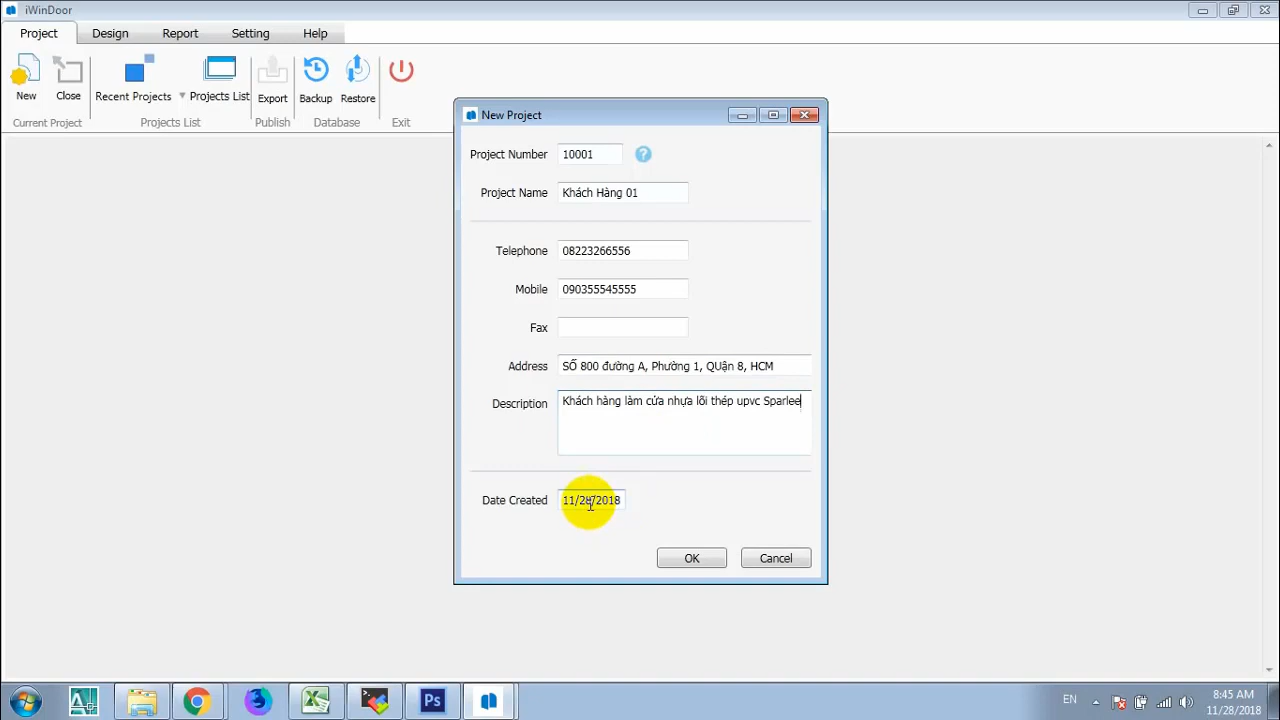 iWinDoor
Project Design Report Setting Help
New Close Recent Projects Projects List Export Backup Restore
Current Project Projects List Publish Database Exit
New Project
Project Number 10001 ?
Project Name Khách Hàng 01
Telephone 08223266556
Mobile 090355545555
Fax
Address SỐ 800 đường A, Phường 1, QUận 8, HCM
Description Khách hàng làm cửa nhựa lõi thép upvc Sparlee
Date Created 11/28/2018
OK Cancel
Ps
EN 8:45 AM
11/28/2018